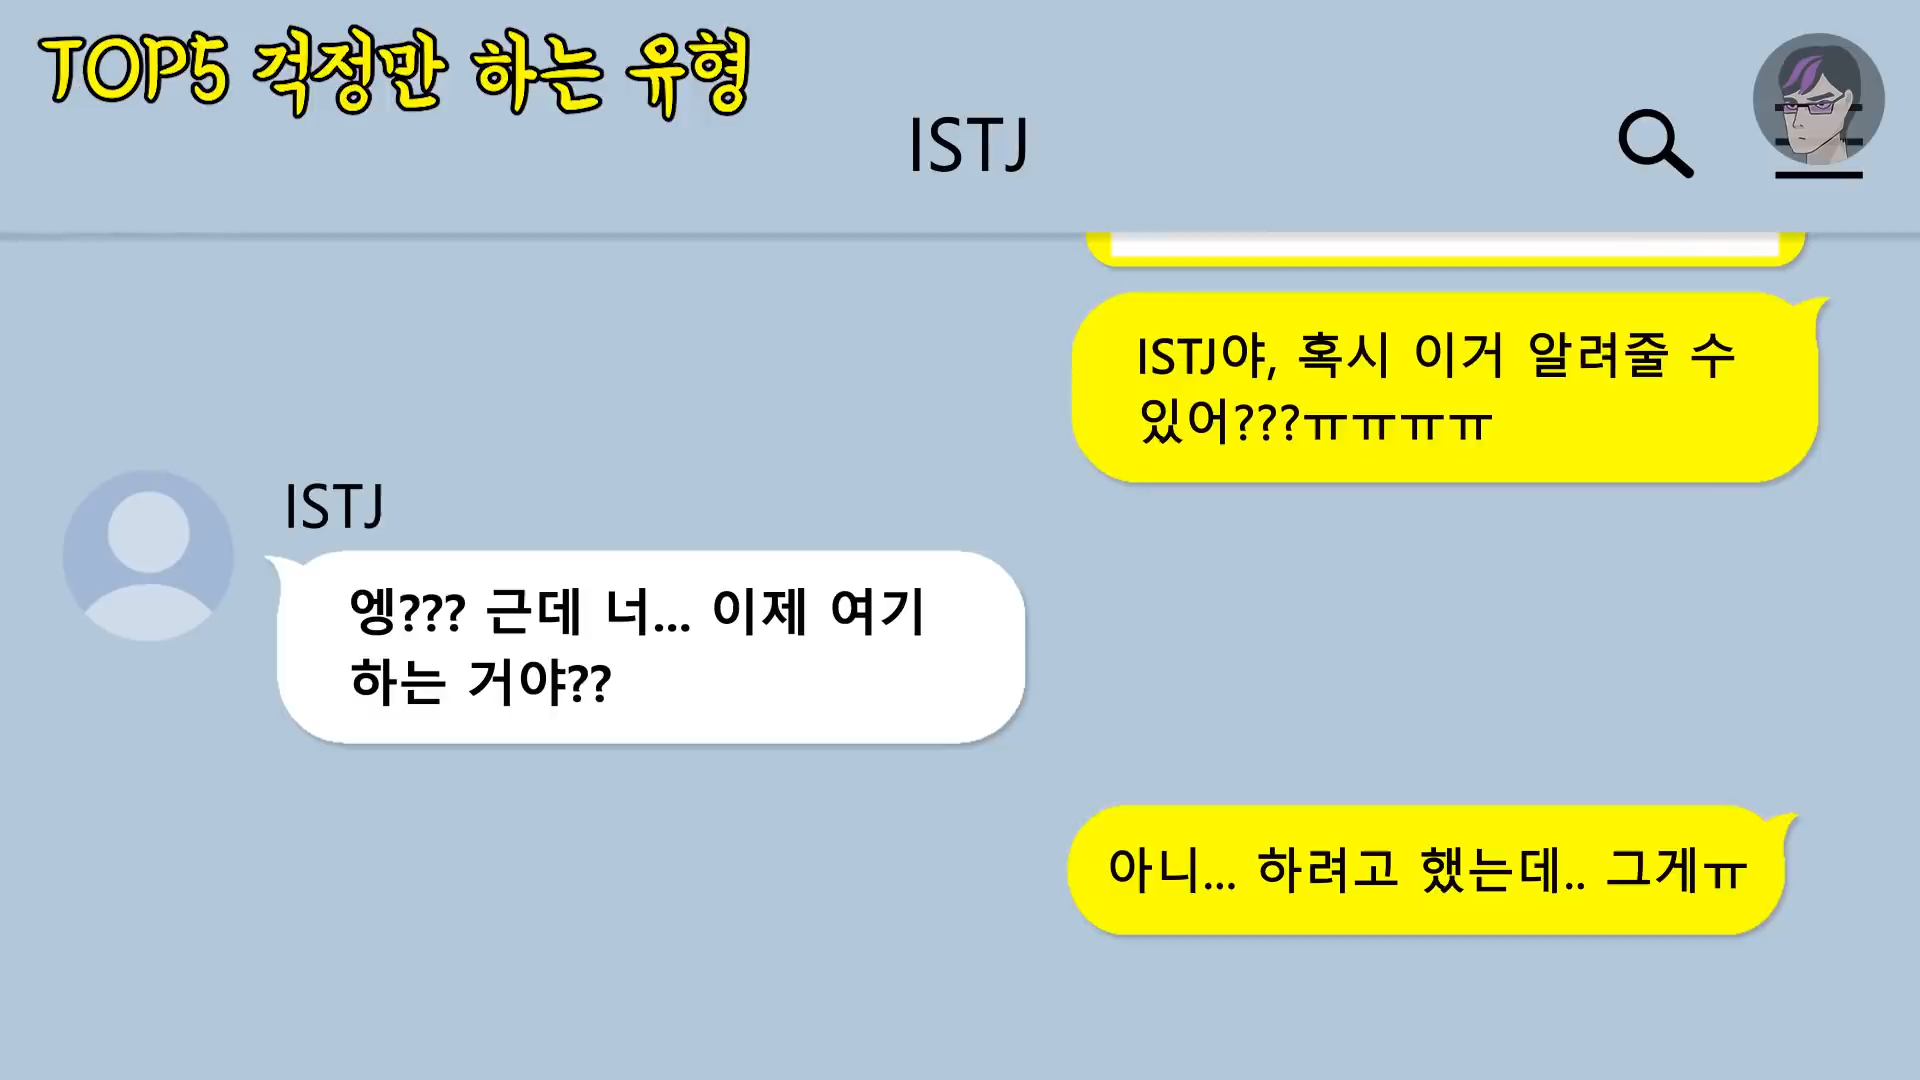 TOP5 걱정만 하는 유형
ISTJ
ISTJ야, 혹시 이거 알려줄 수
있어???ㅠㅠㅠㅠ
ISTJ
엥??? 근데 너... 이제 여기
하는 거야??
아니... 하려고 했는데.. 그게ㅠ